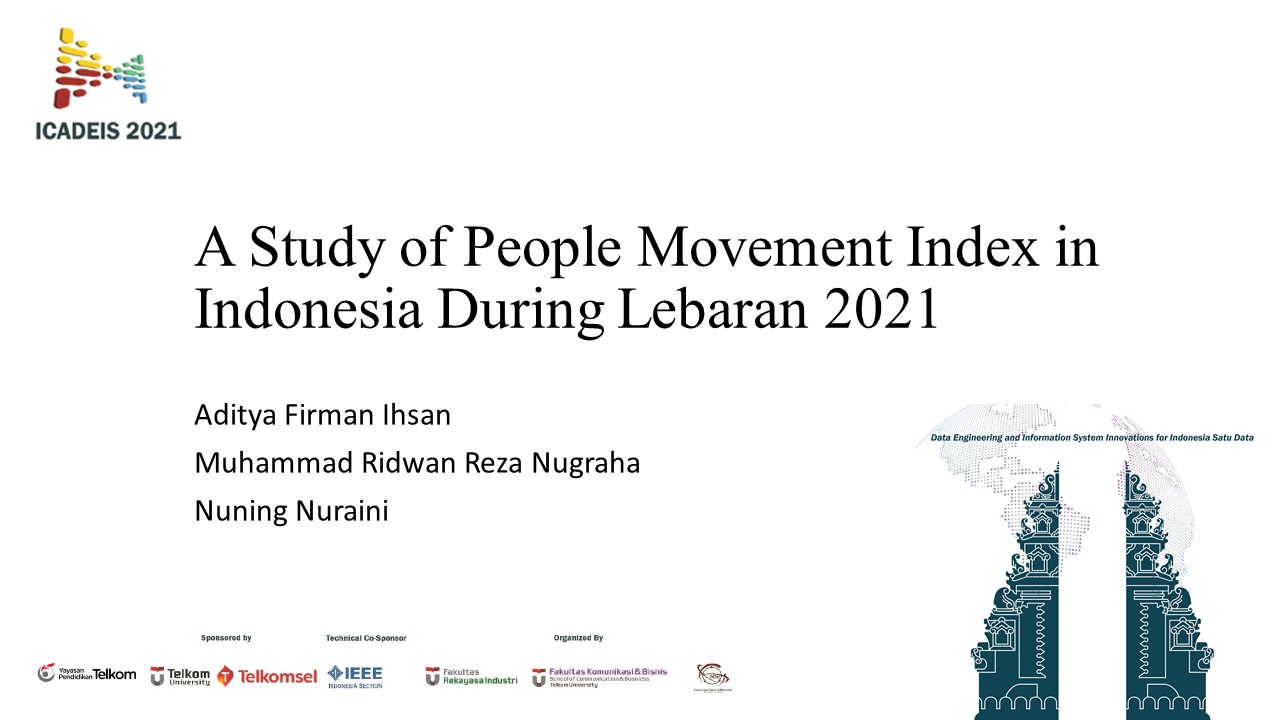 ICADEIS 2021
A Study of People Movement Index in
Indonesia During Lebaran 2021
Aditya Firman Ihsan
Muhammad Ridwan Reza Nugraha
Nuning Nuraini
Data Engineering and Information System Innovations for Indonesia Satu Data
Sponsored by
Technical Co-Sponsor
Organized By
Yayasan
Pendidikan Telkom
Telkom
University
Telkomsel
IEEE
INDONESIA SECTION
Fakultas
Rekayasa Industri
Fakultas Komunikasi & Bisnis
School of Communication & Business
Telkom University